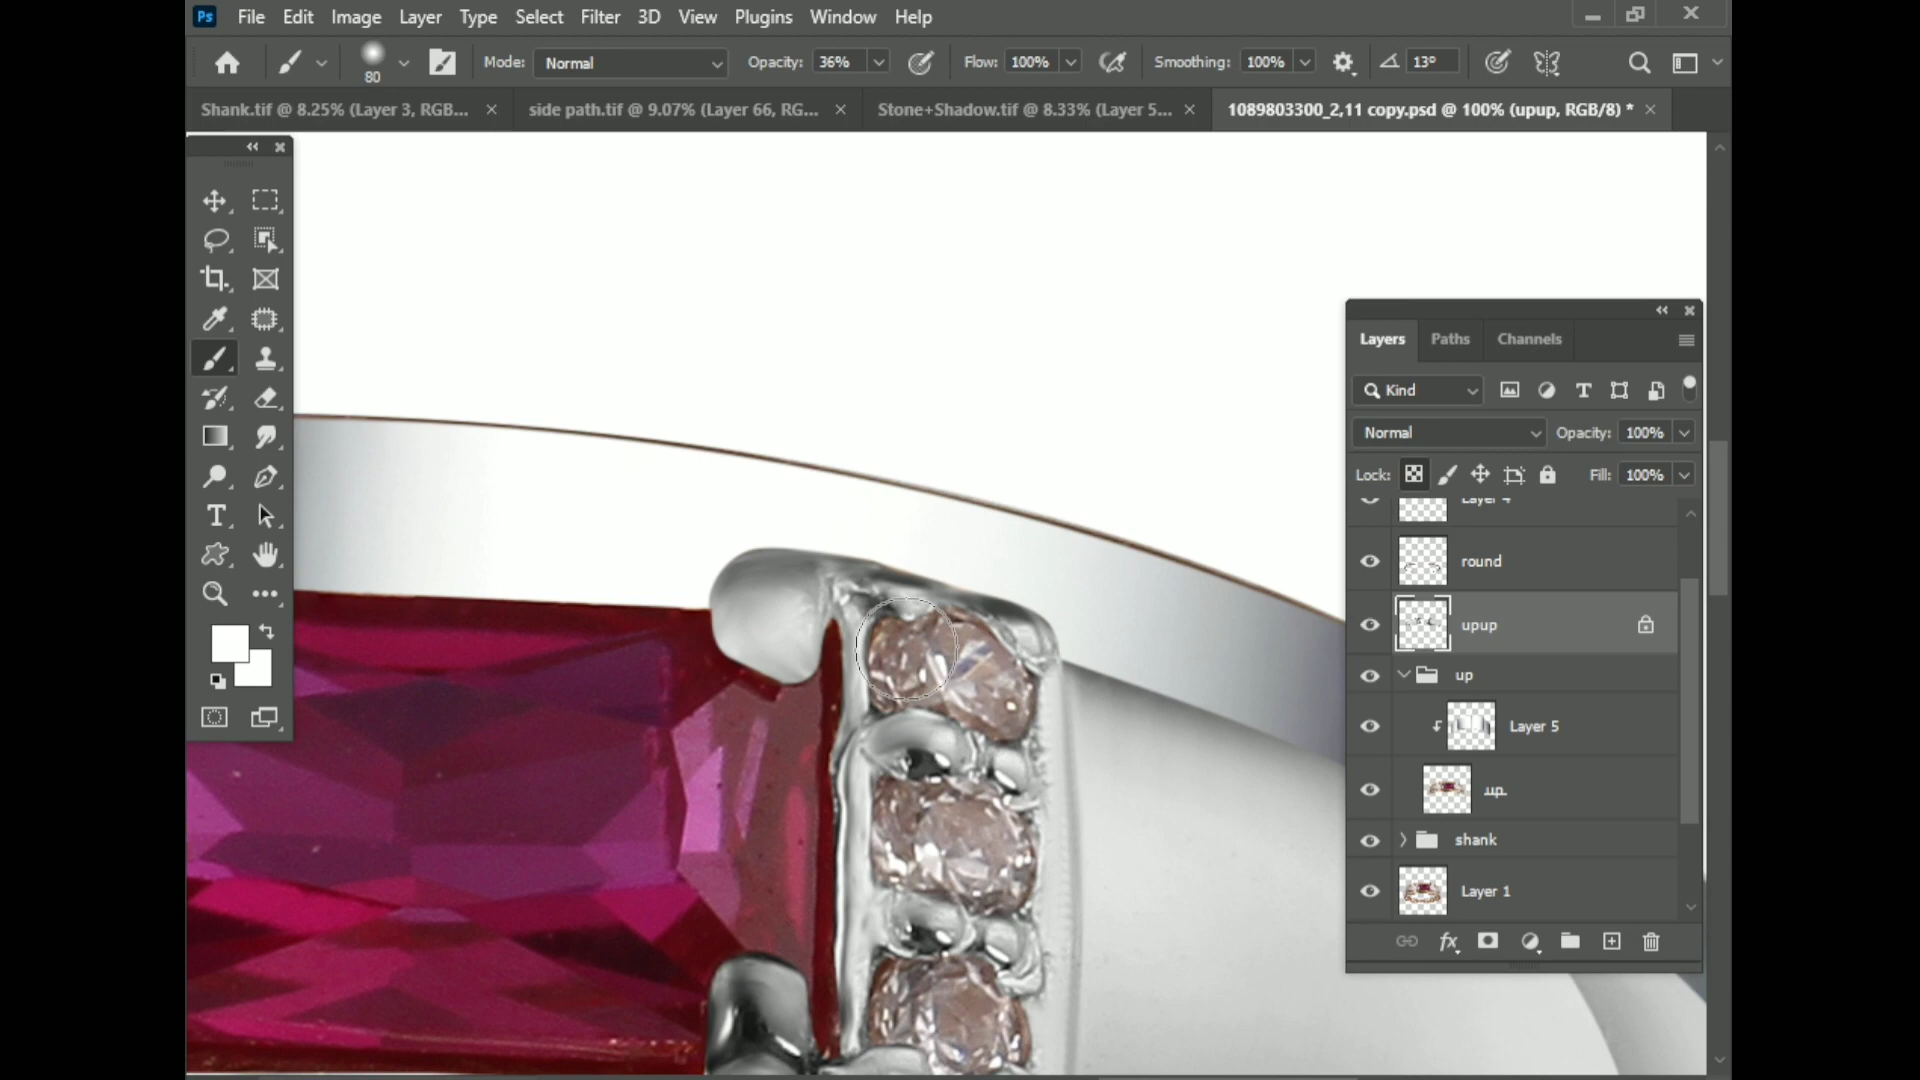 Ps File Edit Image Layer Type Select Filter 3D View Plugins Window Help
80 Mode: Normal Opacity: 36% Flow: 100% Smoothing: 100% 13°
Shank.tif @ 8.25% (Layer 3, RGB... × side path.tif @ 9.07% (Layer 66, RG... × Stone+Shadow.tif @ 8.33% (Layer 5... × 1089803300_2,11 copy.psd @ 100% (upup, RGB/8) * ×
Layers Paths Channels
Kind
Normal Opacity: 100%
Lock: Fill: 100%
Layer 4
round
upup
up
Layer 5
up
shank
Layer 1
fx